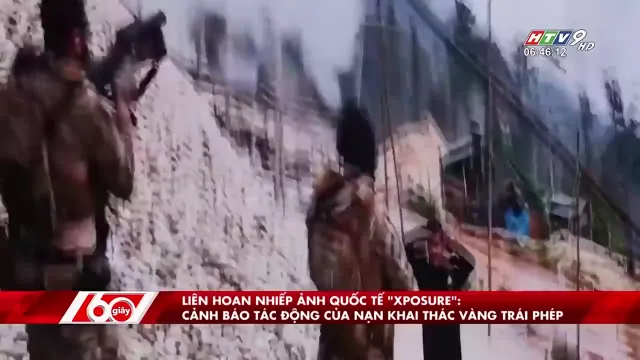 HTV9 HD
06:46:12
60 giây
LIÊN HOAN NHIẾP ẢNH QUỐC TẾ "XPOSURE":
CẢNH BÁO TÁC ĐỘNG CỦA NẠN KHAI THÁC VÀNG TRÁI PHÉP